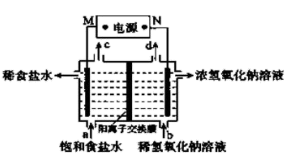 M 电源 N
c d
稀食盐水 浓氢氧化钠溶液
a 阳离子交换膜 b
饱和食盐水 稀氢氧化钠溶液